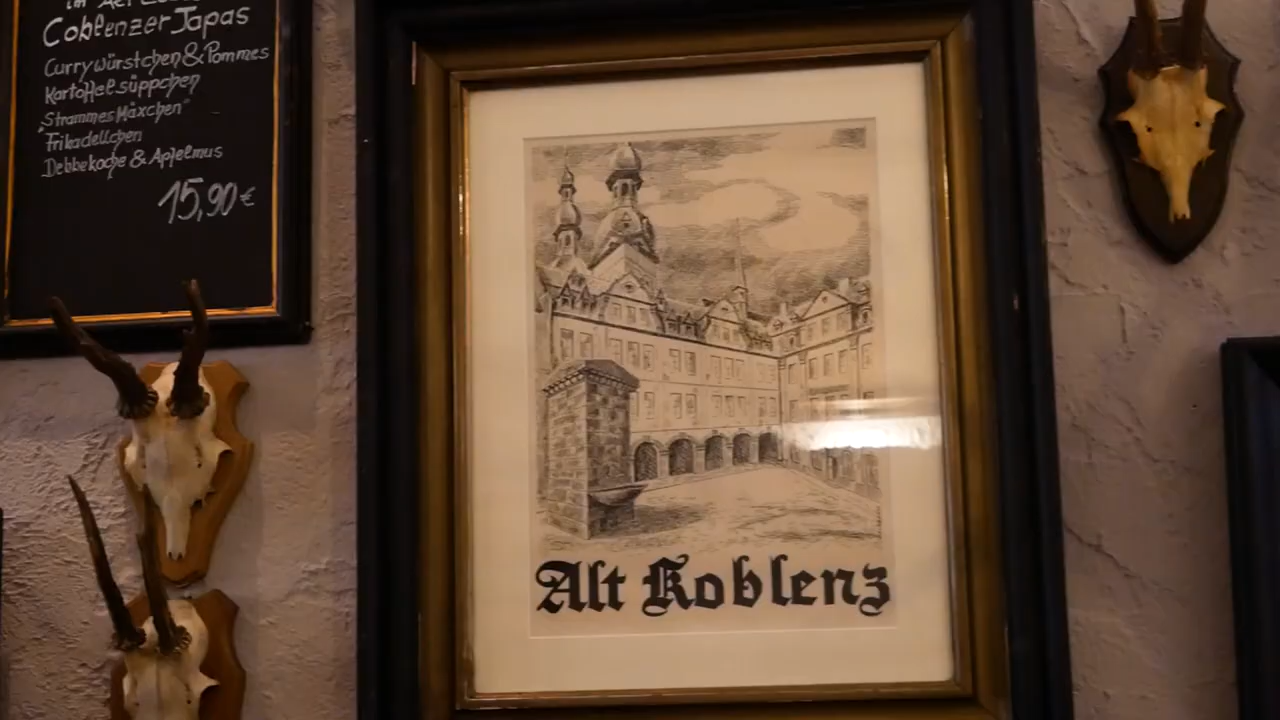 Coblenzer Tapas
Currywürstchen & Pommes
Kartoffelsüppchen
"Strammes Mäxchen"
Frikadellchen
Debbekoche & Apfelmus
15,90€
Alt Koblenz